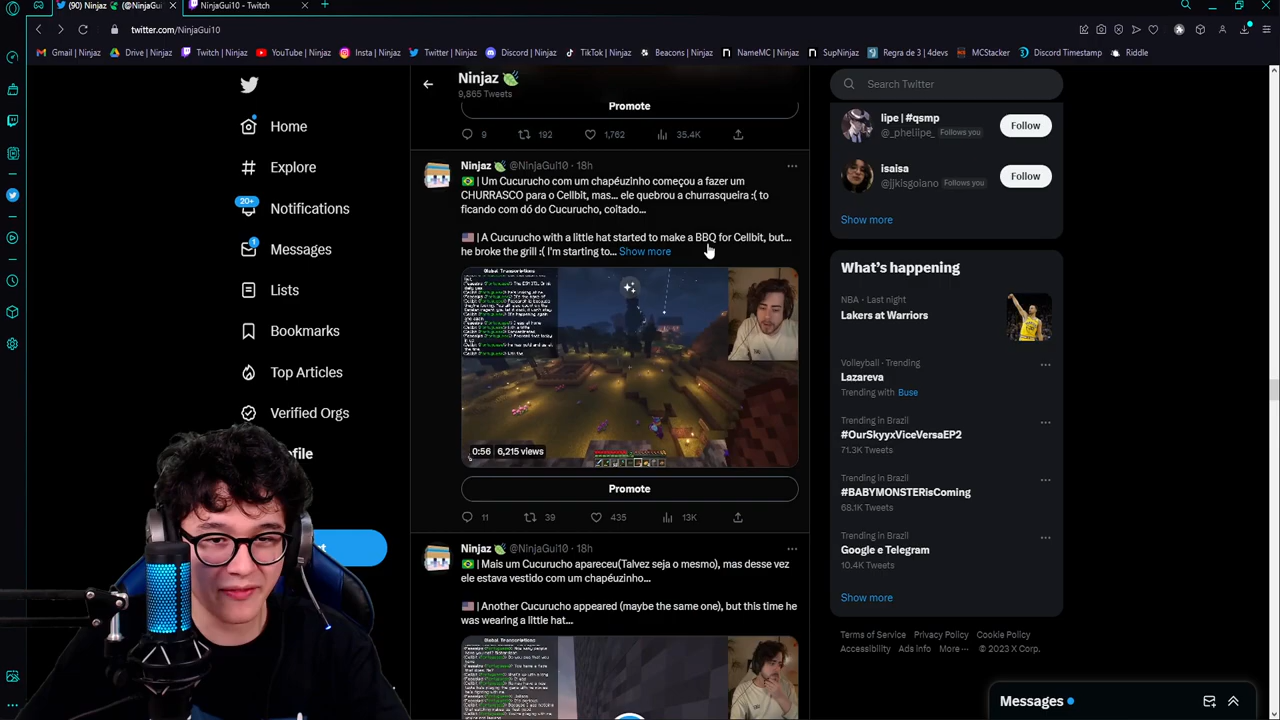 (90) Ninjaz (@NinjaGui10
NinjaGui10 - Twitch
twitter.com/NinjaGui10
Gmail | Ninjaz
Drive | Ninjaz
Twitch | Ninjaz
YouTube | Ninjaz
Insta | Ninjaz
Twitter | Ninjaz
Discord | Ninjaz
TikTok | Ninjaz
Beacons | Ninjaz
NameMC | Ninjaz
SupNinjaz
Regra de 3 | 4devs
MCStacker
Discord Timestamp
Riddle
Home
Explore
20+
Notifications
1
Messages
Lists
Bookmarks
Top Articles
Verified Orgs
Ninjaz
9,865 Tweets
Promote
9 192 1,762 35.4K
Ninjaz @NinjaGui10 · 18h
| Um Cucurucho com um chapéuzinho começou a fazer um
CHURRASCO para o Cellbit, mas... ele quebrou a churrasqueira :( to
ficando com dó do Cucurucho, coitado...
| A Cucurucho with a little hat started to make a BBQ for Cellbit, but...
he broke the grill :( I'm starting to... Show more
Global Transcriptions
0:56 6,215 views
Promote
11 39 435 13K
Ninjaz @NinjaGui10 · 18h
| Mais um Cucurucho apareceu(Talvez seja o mesmo), mas desse vez
ele estava vestido com um chapéuzinho...
| Another Cucurucho appeared (maybe the same one), but this time he
was wearing a little hat...
Global Transcriptions
Search Twitter
lipe | #qsmp
@_pheliipe_ Follows you
Follow
isaisa
@jjkisgoiano Follows you
Follow
Show more
What's happening
NBA · Last night
Lakers at Warriors
Volleyball · Trending
Lazareva
Trending with Buse
Trending in Brazil
#OurSkyyxViceVersaEP2
71.3K Tweets
Trending in Brazil
#BABYMONSTERisComing
68.1K Tweets
Trending in Brazil
Google e Telegram
10.4K Tweets
Show more
Terms of Service Privacy Policy Cookie Policy
Accessibility Ads info More ··· © 2023 X Corp.
Messages